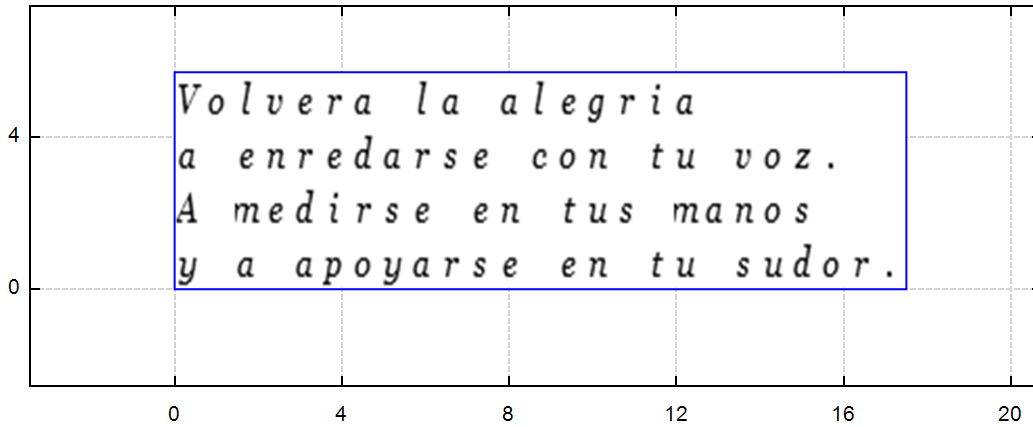 Volvera la alegria
a enredarse con tu voz.
A medirse en tus manos
y a apoyarse en tu sudor.
4
0
0 4 8 12 16 20